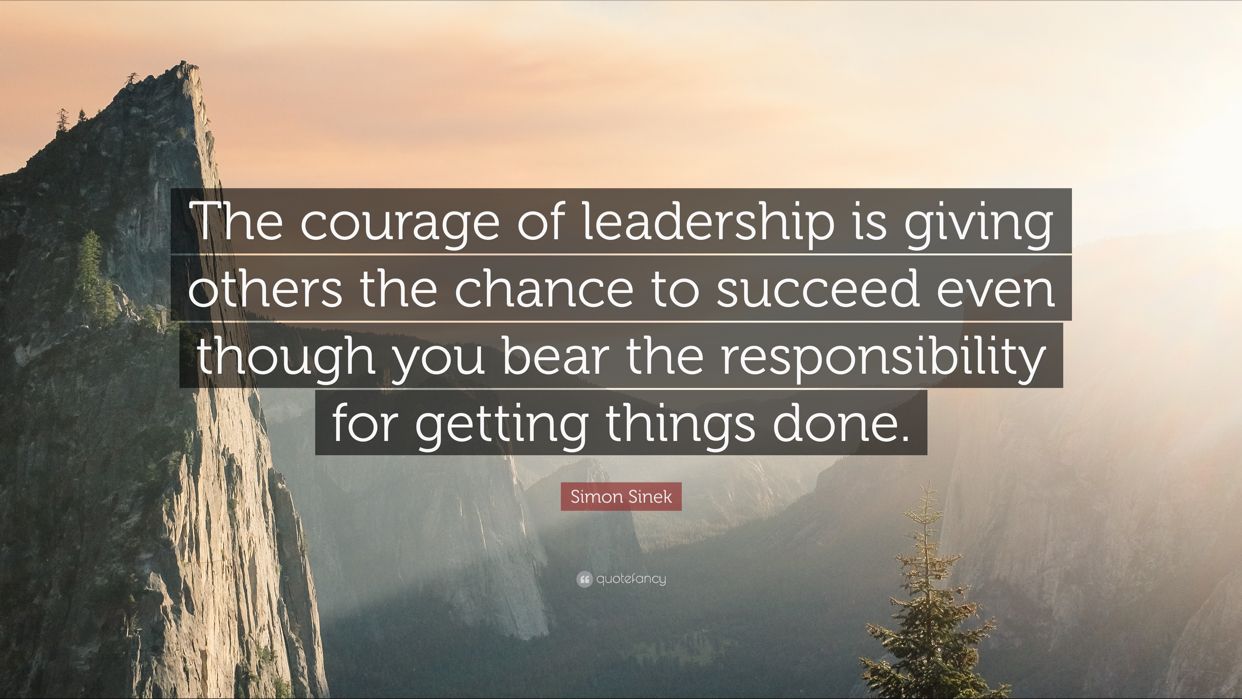 The courage of leadership is giving
others the chance to succeed even
though you bear the responsibility
for getting things done.
Simon Sinek
quotefancy